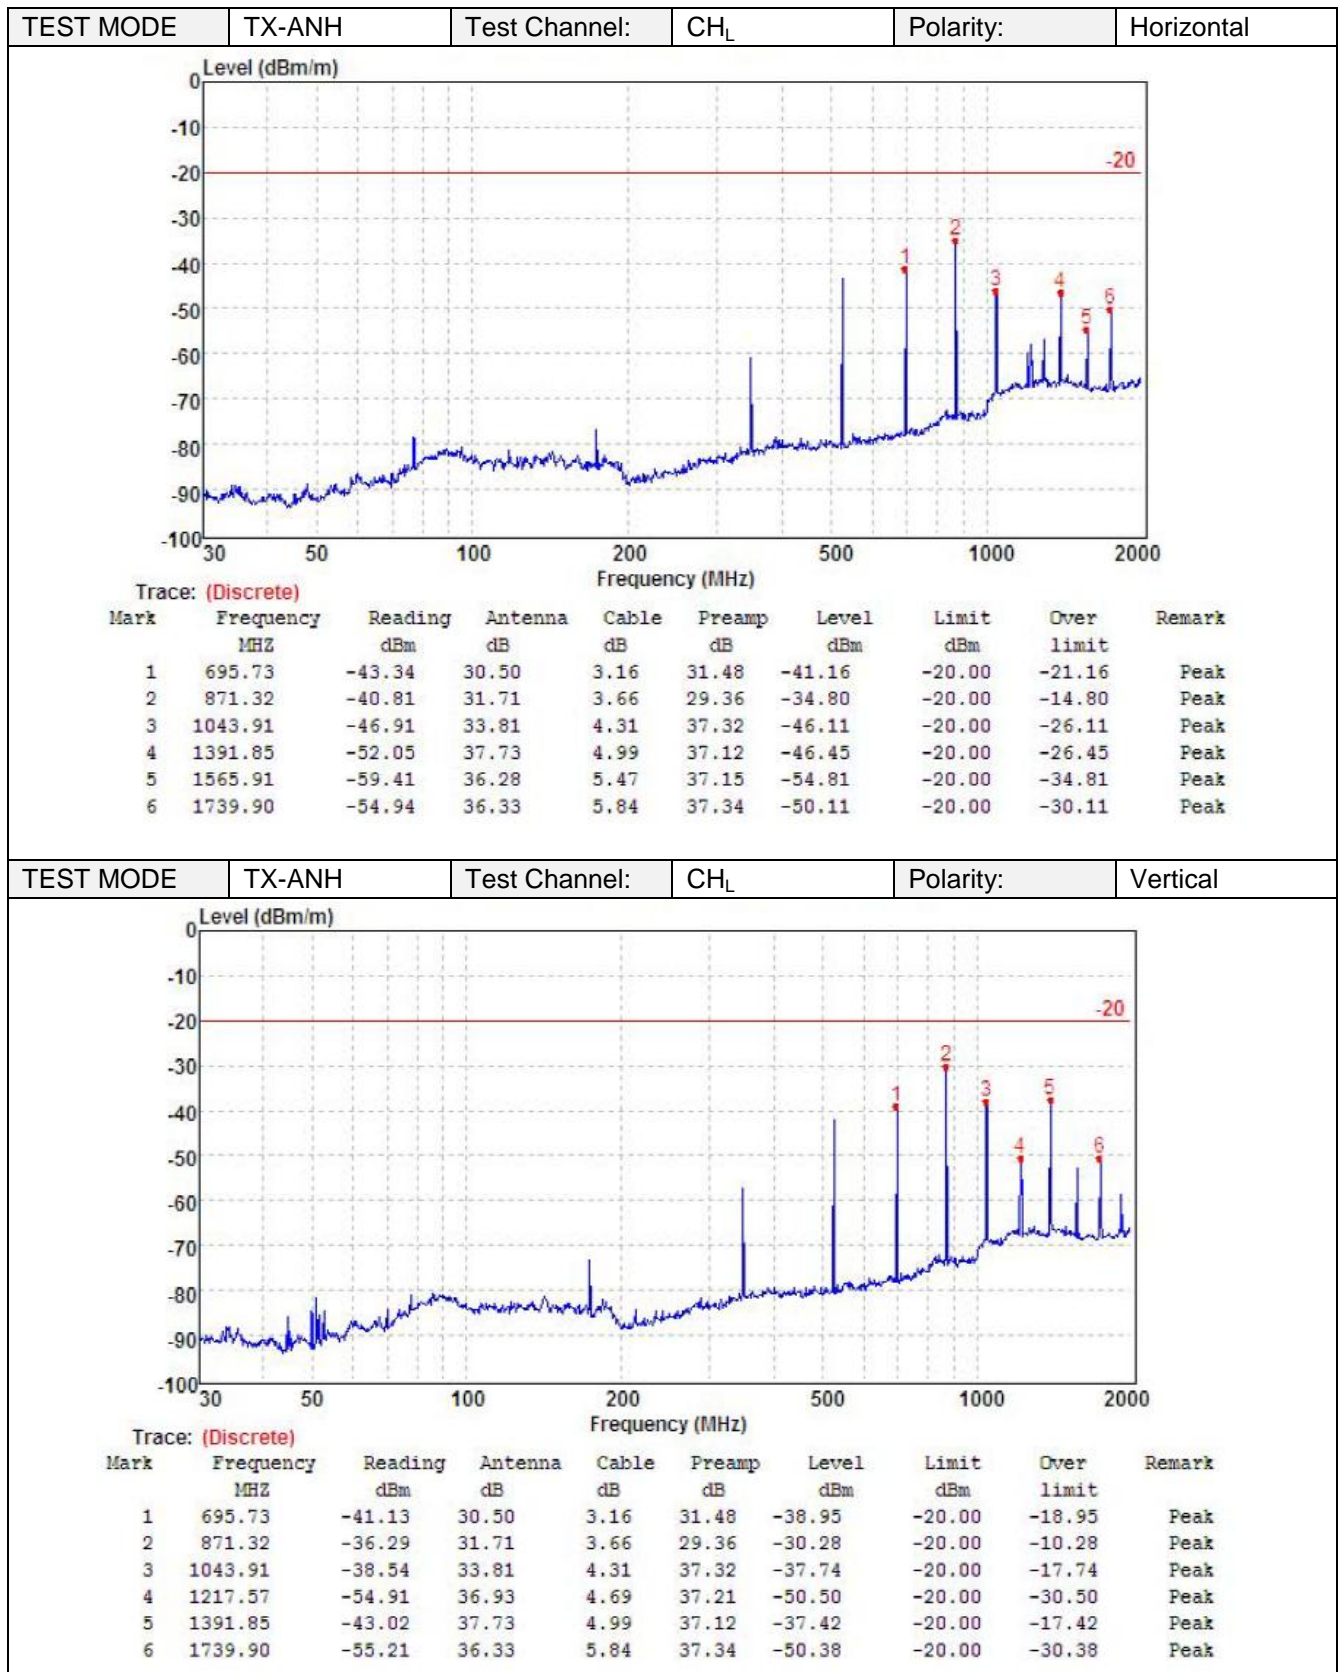 TEST MODE TX-ANH Test Channel: CHL Polarity: Horizontal
Level (dBm/m)
0
-10
-20 -20
-30
2
1
-40
3 4
6
-50
5
-60
-70
-80
-90
-100
30 50 100 200 500 1000 2000
Frequency (MHz)
Trace: (Discrete)
Mark Frequency Reading Antenna Cable Preamp Level Limit Over Remark
MHZ dBm dB dB dB dBm dBm limit
1 695.73 -43.34 30.50 3.16 31.48 -41.16 -20.00 -21.16 Peak
2 871.32 -40.81 31.71 3.66 29.36 -34.80 -20.00 -14.80 Peak
3 1043.91 -46.91 33.81 4.31 37.32 -46.11 -20.00 -26.11 Peak
4 1391.85 -52.05 37.73 4.99 37.12 -46.45 -20.00 -26.45 Peak
5 1565.91 -59.41 36.28 5.47 37.15 -54.81 -20.00 -34.81 Peak
6 1739.90 -54.94 36.33 5.84 37.34 -50.11 -20.00 -30.11 Peak
TEST MODE TX-ANH Test Channel: CHL Polarity: Vertical
Level (dBm/m)
0
-10
-20 -20
2
-30
1 3 5
-40
4 6
-50
-60
-70
-80
-90
-100
30 50 100 200 500 1000 2000
Frequency (MHz)
Trace: (Discrete)
Mark Frequency Reading Antenna Cable Preamp Level Limit Over Remark
MHZ dBm dB dB dB dBm dBm limit
1 695.73 -41.13 30.50 3.16 31.48 -38.95 -20.00 -18.95 Peak
2 871.32 -36.29 31.71 3.66 29.36 -30.28 -20.00 -10.28 Peak
3 1043.91 -38.54 33.81 4.31 37.32 -37.74 -20.00 -17.74 Peak
4 1217.57 -54.91 36.93 4.69 37.21 -50.50 -20.00 -30.50 Peak
5 1391.85 -43.02 37.73 4.99 37.12 -37.42 -20.00 -17.42 Peak
6 1739.90 -55.21 36.33 5.84 37.34 -50.38 -20.00 -30.38 Peak